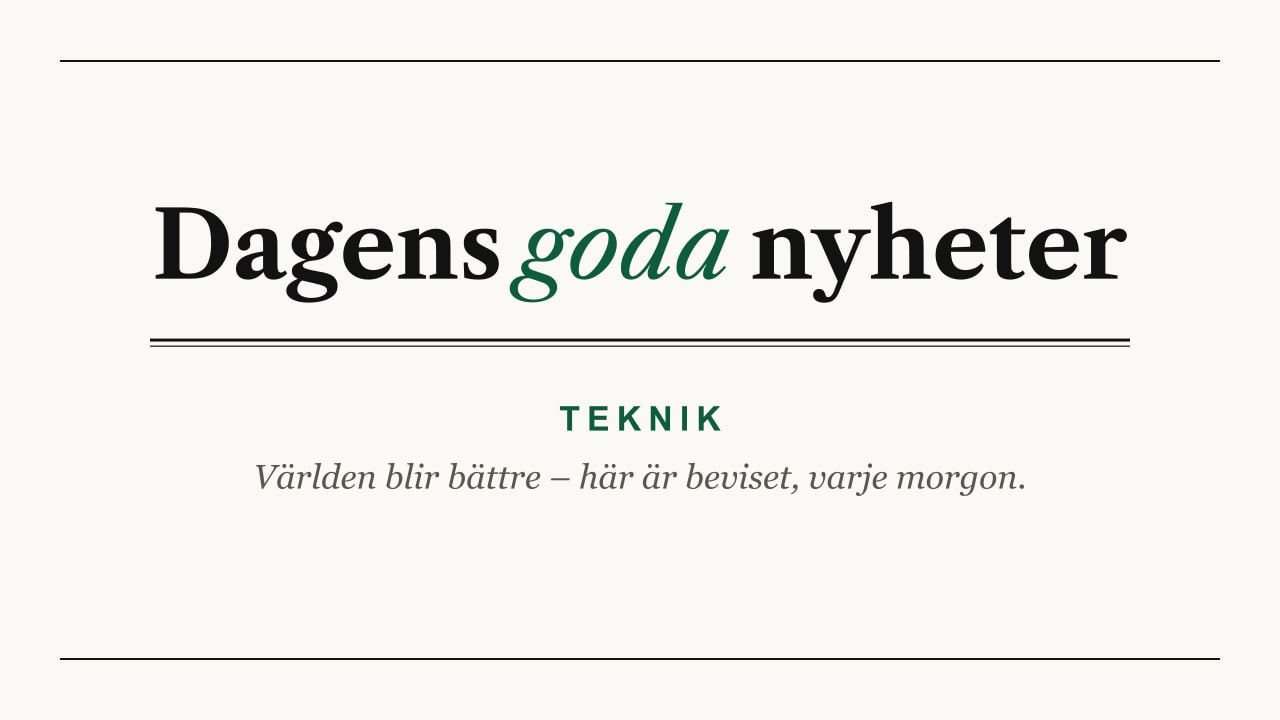 Dagens goda nyheter
TEKNIK
Världen blir bättre – här är beviset, varje morgon.